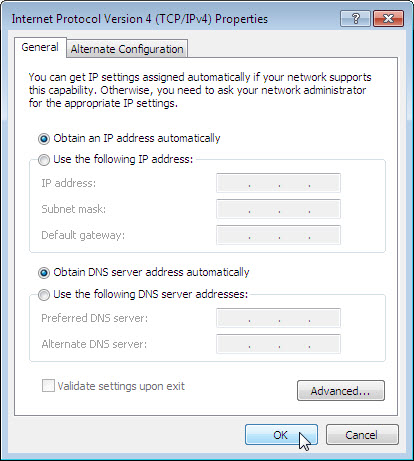 Internet Protocol Version 4 (TCP/IPv4) Properties
General
Alternate Configuration
You can get IP settings assigned automatically if your network supports
this capability. Otherwise, you need to ask your network administrator
for the appropriate IP settings.
Obtain an IP address automatically
Use the following IP address:
IP address:
Subnet mask:
Default gateway:
Obtain DNS server address automatically
Use the following DNS server addresses:
Preferred DNS server:
Alternate DNS server:
Validate settings upon exit
Advanced...
OK
Cancel